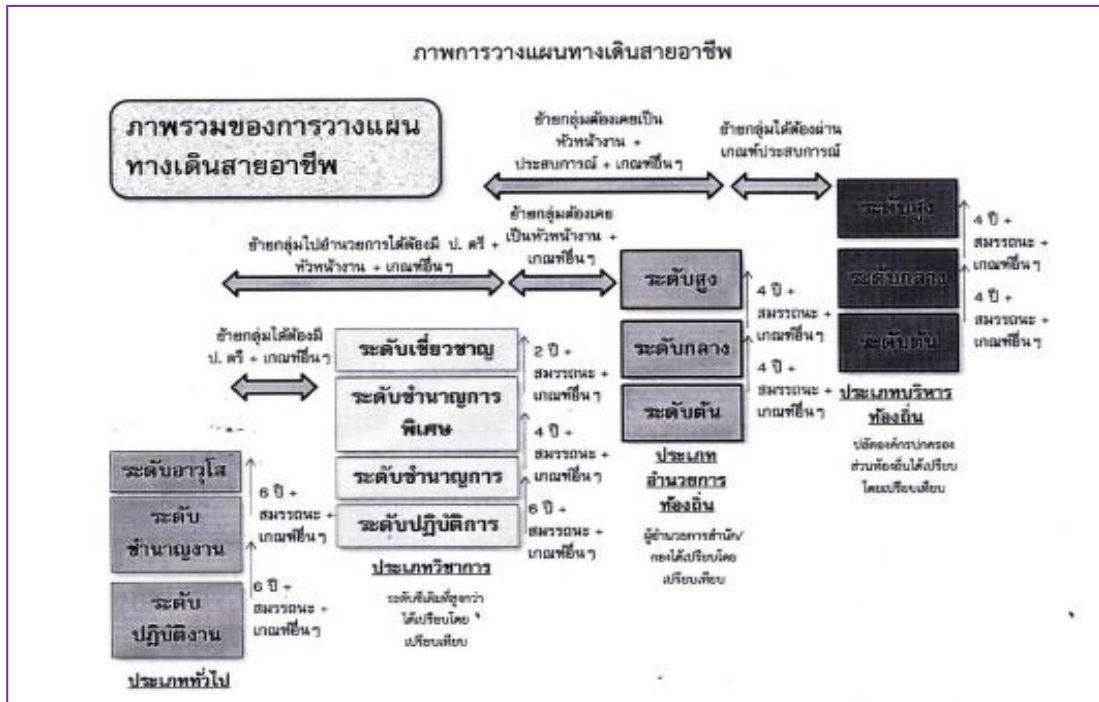 ภาพการวางแผนทางเดินสายอาชีพ
ภาพรวมของการวางแผน
ทางเดินสายอาชีพ
ย้ายกลุ่มต้องเคยเป็น
หัวหน้างาน +
ประสบการณ์ + เกณฑ์อื่นๆ
ย้ายกลุ่มได้ต้องผ่าน
เกณฑ์ประสบการณ์
ย้ายกลุ่มไปอำนวยการได้ต้องมี ป. ตรี +
หัวหน้างาน + เกณฑ์อื่นๆ
ย้ายกลุ่มต้องเคย
เป็นหัวหน้างาน +
เกณฑ์อื่นๆ
ย้ายกลุ่มได้ต้องมี
ป. ตรี + เกณฑ์อื่นๆ
ระดับอาวุโส
ระดับ
ชำนาญงาน
ระดับ
ปฏิบัติงาน
ประเภททั่วไป
6 ปี +
สมรรถนะ +
เกณฑ์อื่นๆ
6 ปี +
สมรรถนะ +
เกณฑ์อื่นๆ
ระดับเชี่ยวชาญ
ระดับชำนาญการ
พิเศษ
ระดับชำนาญการ
ระดับปฏิบัติการ
ประเภทวิชาการ
ระดับซีเดิมที่สูงกว่า
ได้เปรียบโดย
เปรียบเทียบ
2 ปี +
สมรรถนะ +
เกณฑ์อื่นๆ
4 ปี +
สมรรถนะ +
เกณฑ์อื่นๆ
6 ปี +
สมรรถนะ +
เกณฑ์อื่นๆ
ระดับสูง
ระดับกลาง
ระดับต้น
ประเภท
อำนวยการ
ท้องถิ่น
ผู้อำนวยการสำนัก/
กองได้เปรียบโดย
เปรียบเทียบ
4 ปี +
สมรรถนะ +
เกณฑ์อื่นๆ
4 ปี +
สมรรถนะ +
เกณฑ์อื่นๆ
ระดับสูง
ระดับกลาง
ระดับต้น
ประเภทบริหาร
ท้องถิ่น
ปลัดองค์กรปกครอง
ส่วนท้องถิ่นได้เปรียบ
โดยเปรียบเทียบ
4 ปี +
สมรรถนะ +
เกณฑ์อื่นๆ
4 ปี +
สมรรถนะ +
เกณฑ์อื่นๆ